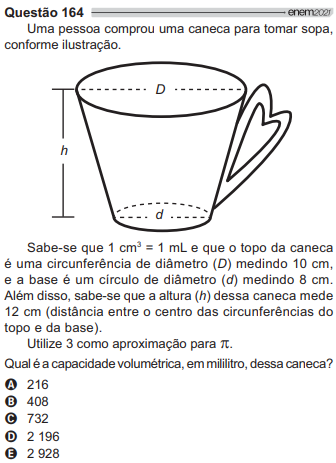 Questão 164 enem2021
Uma pessoa comprou uma caneca para tomar sopa,
conforme ilustração.
D
h
d
Sabe-se que 1 cm³ = 1 mL e que o topo da caneca
é uma circunferência de diâmetro (D) medindo 10 cm,
e a base é um círculo de diâmetro (d) medindo 8 cm.
Além disso, sabe-se que a altura (h) dessa caneca mede
12 cm (distância entre o centro das circunferências do
topo e da base).
Utilize 3 como aproximação para π.
Qual é a capacidade volumétrica, em mililitro, dessa caneca?
A 216
B 408
C 732
D 2 196
E 2 928